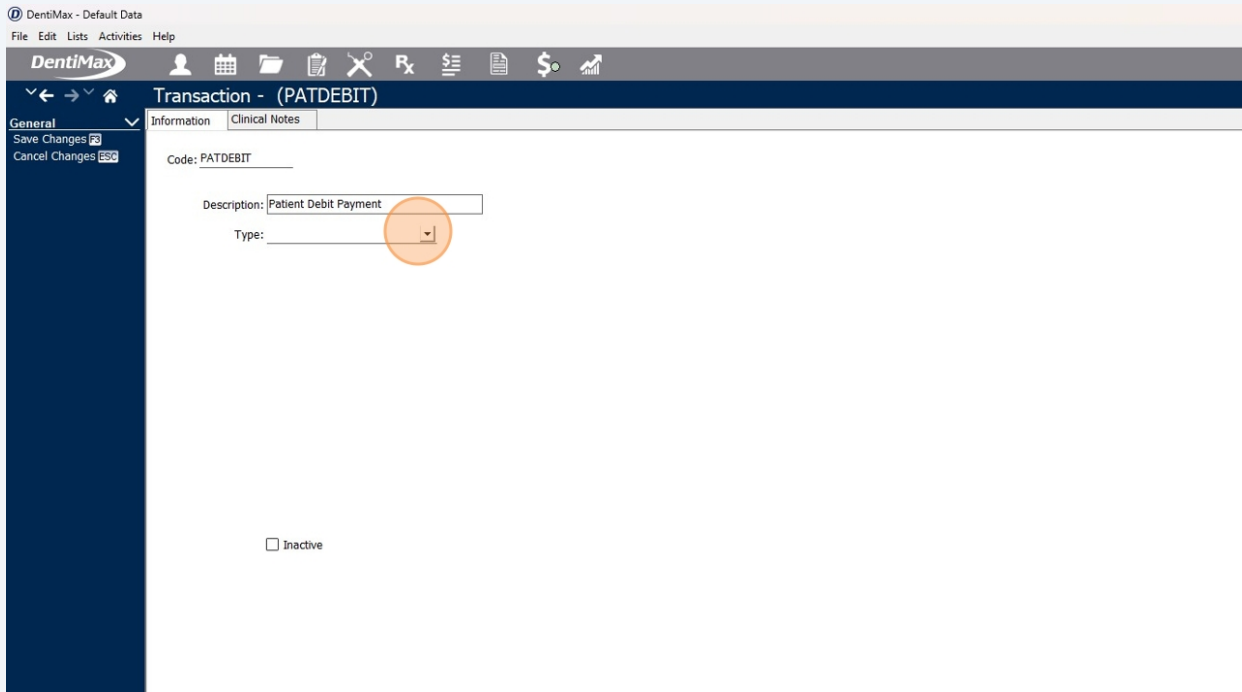 DentiMax - Default Data
File Edit Lists Activities Help
DentiMax
Transaction - (PATDEBIT)
General
Save Changes F3
Cancel Changes ESC
Information Clinical Notes
Code: PATDEBIT
Description: Patient Debit Payment
Type:
Inactive